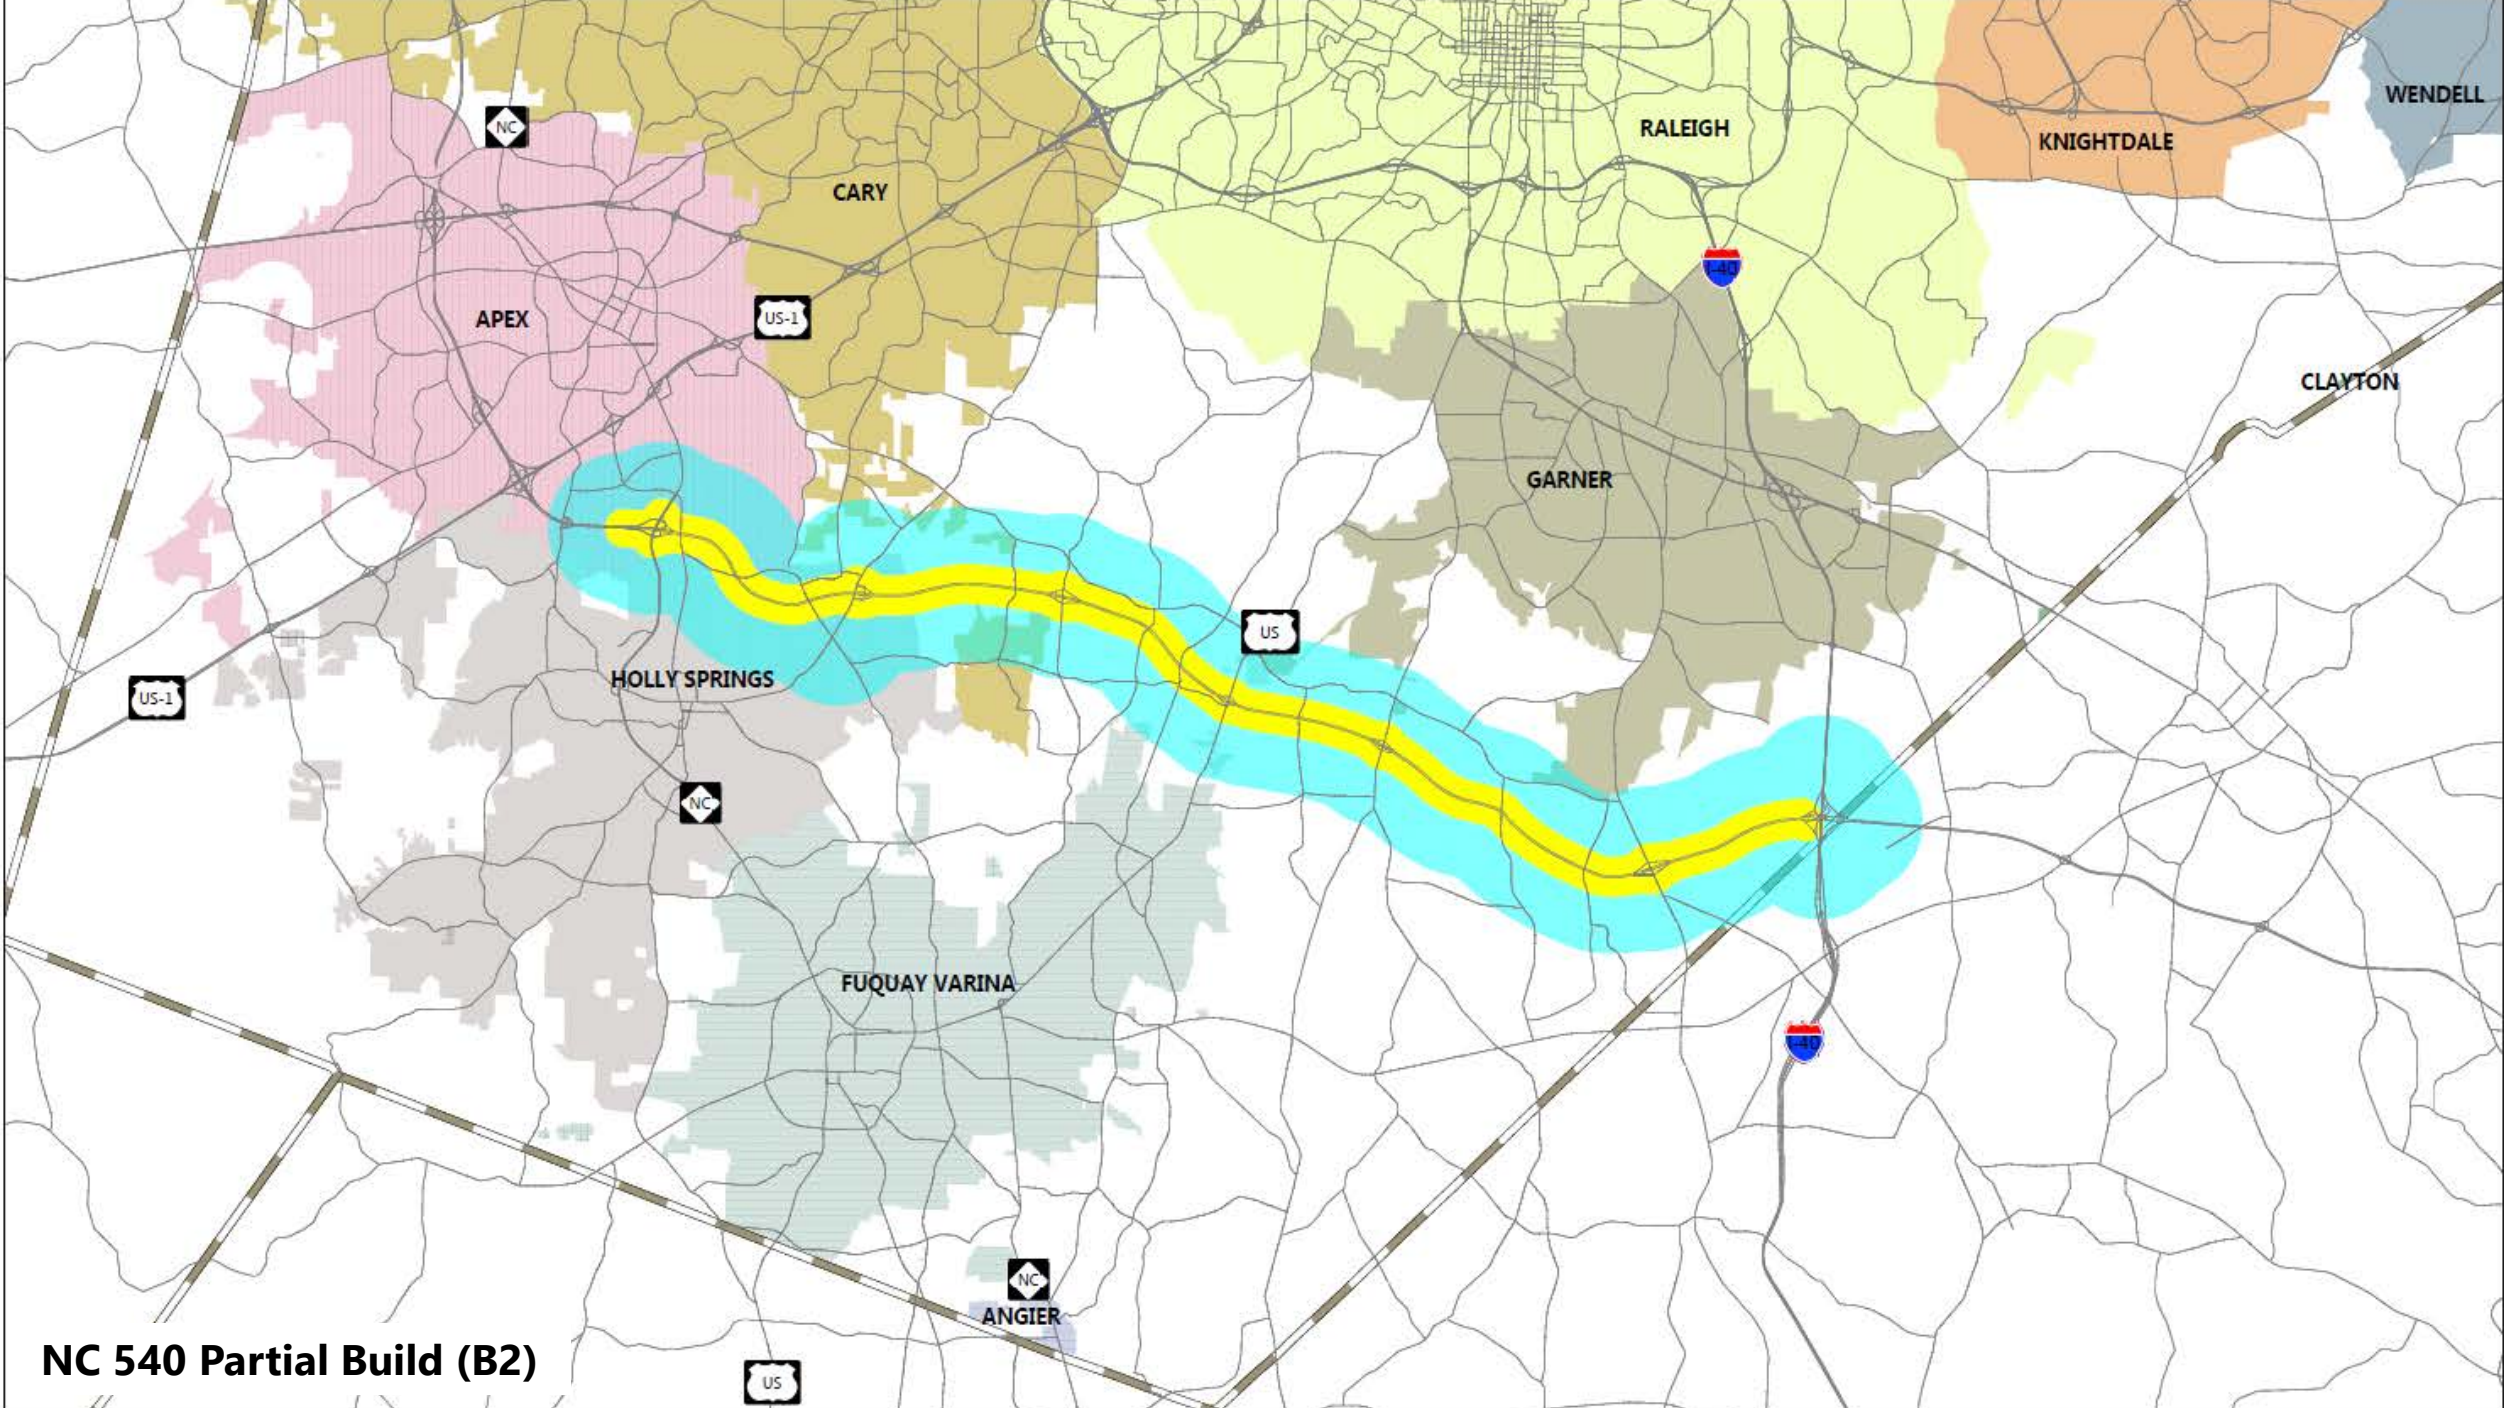 WENDELL
NC
RALEIGH
KNIGHTDALE
CARY
I-40
APEX
US-1
CLAYTON
GARNER
US
HOLLY SPRINGS
US-1
NC
FUQUAY VARINA
I-40
NC
ANGIER
NC 540 Partial Build (B2)
US